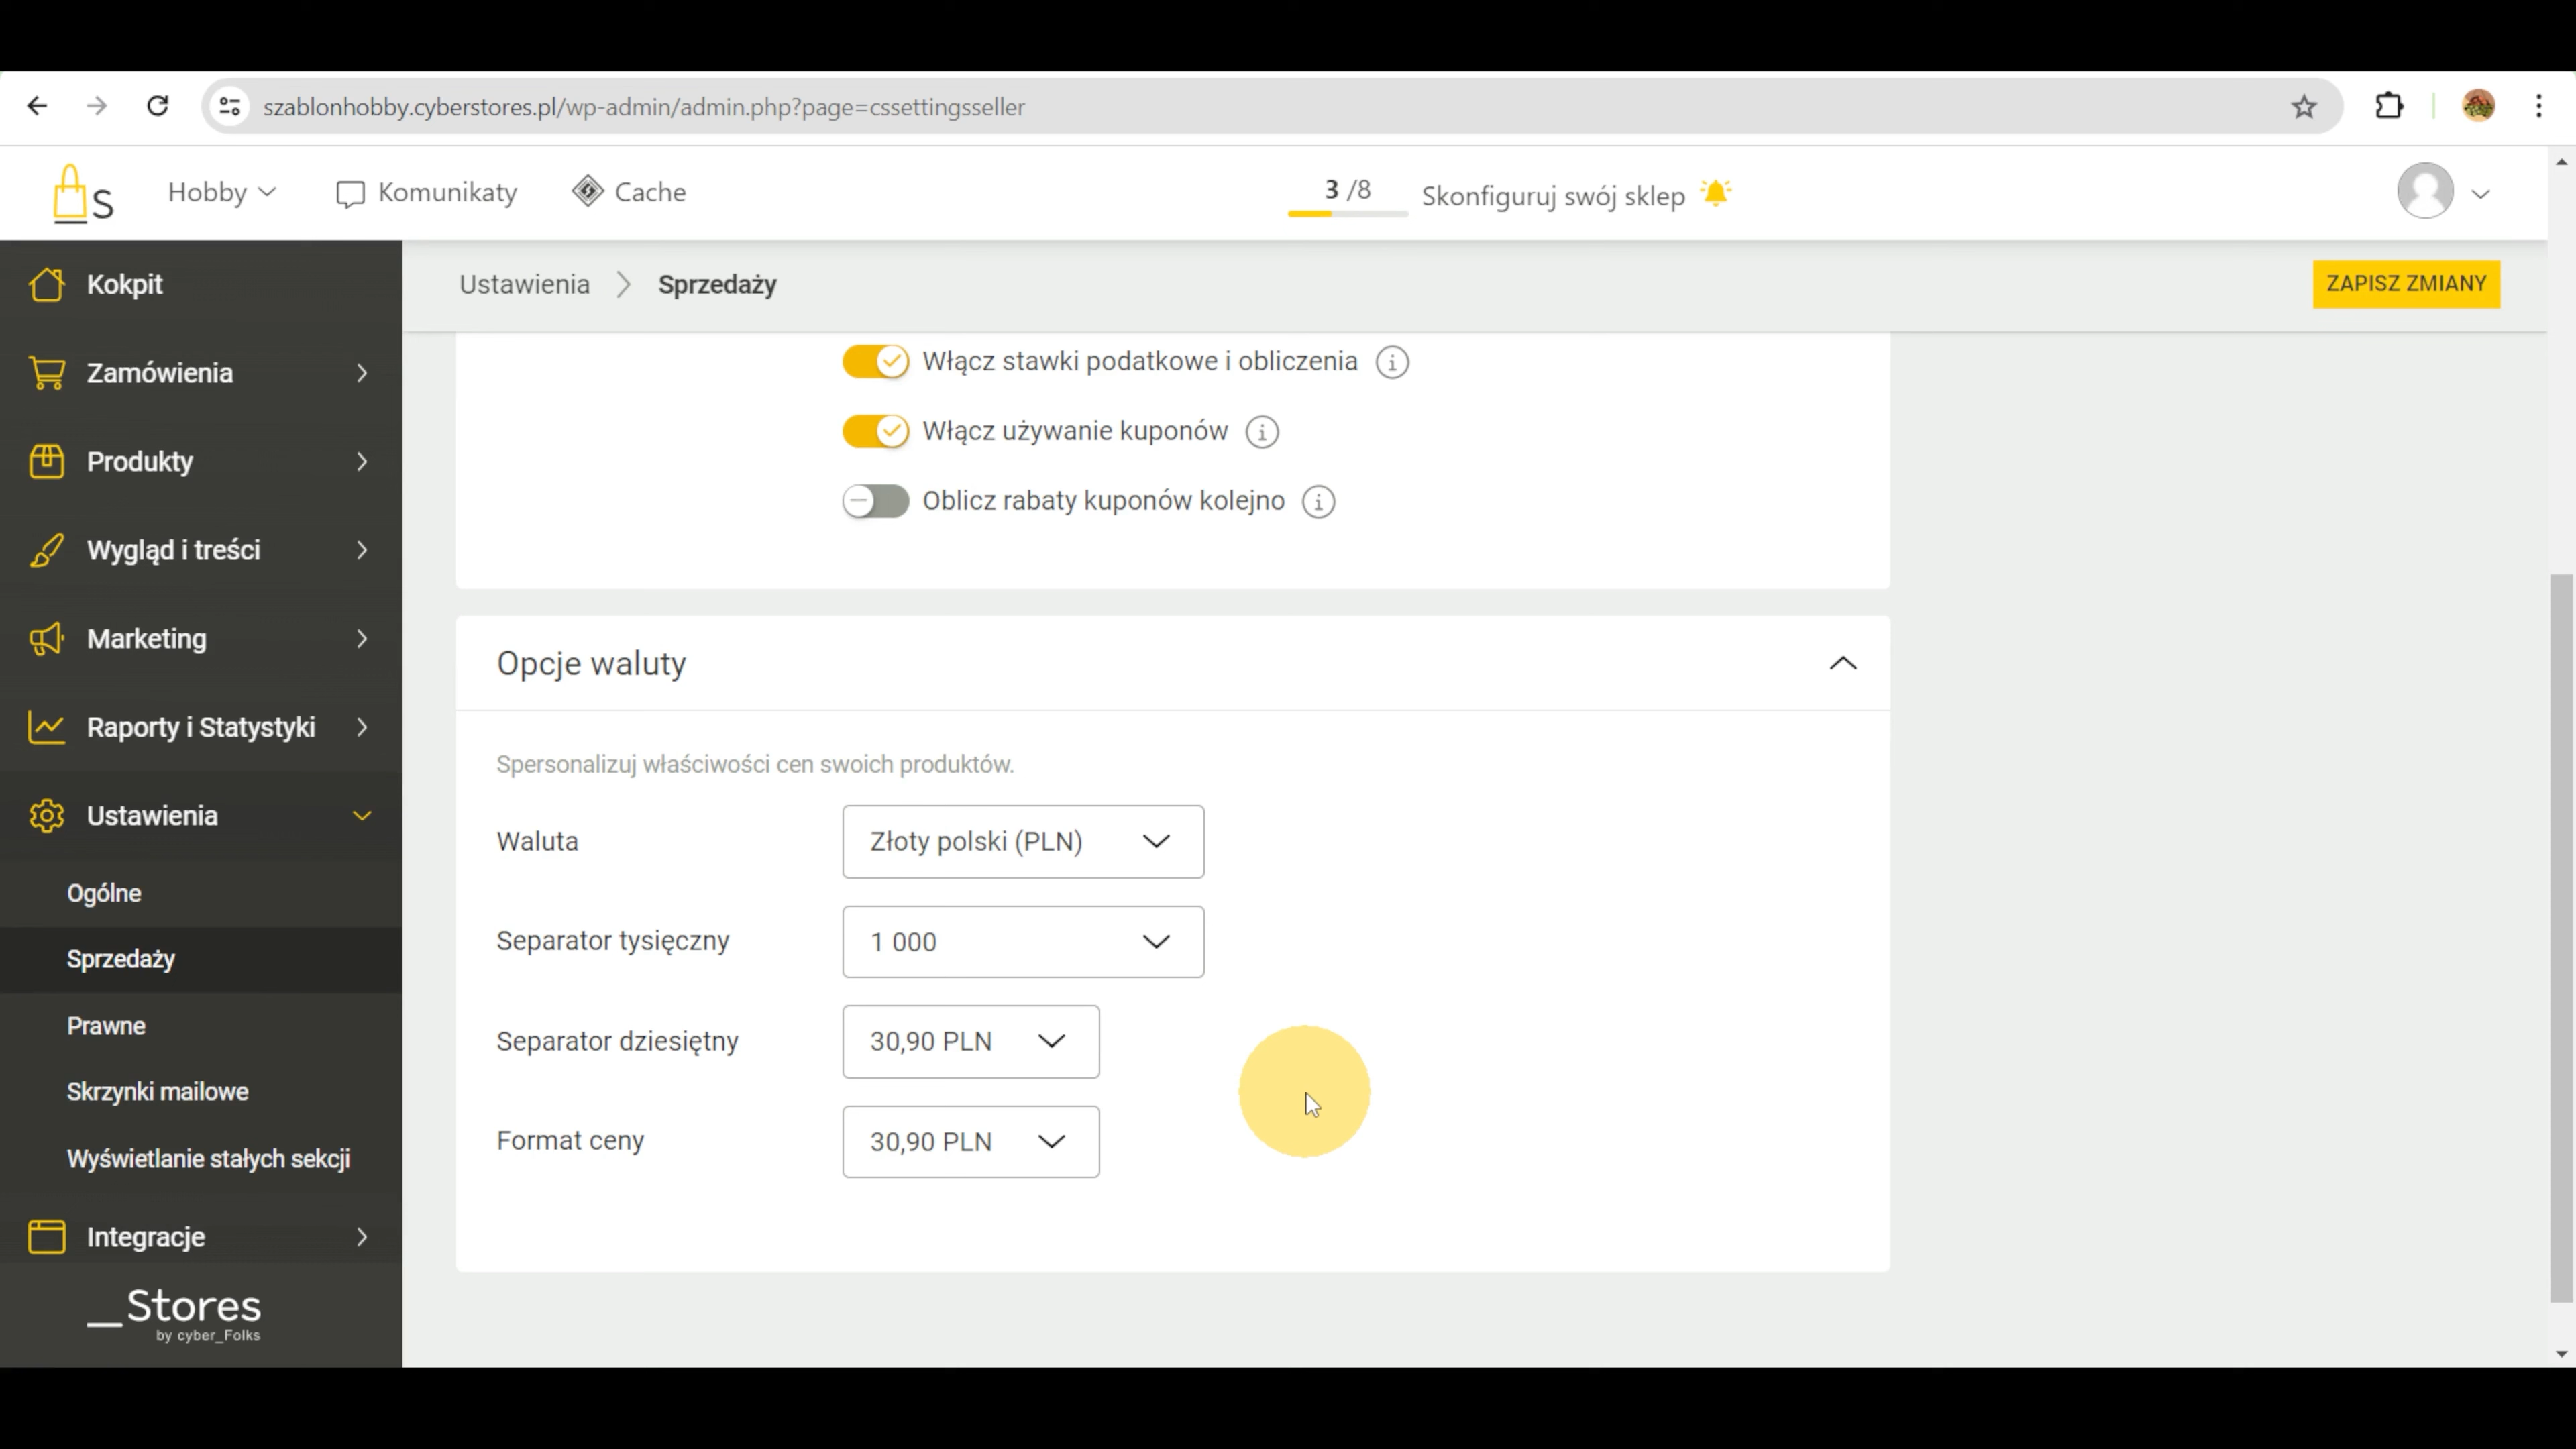 szablonhobby.cyberstores.pl/wp-admin/admin.php?page=cssettingsseller
S
Hobby
Komunikaty
Cache
3 /8
Skonfiguruj swój sklep
Kokpit
Zamówienia
Produkty
Wygląd i treści
Marketing
Raporty i Statystyki
Ustawienia
Ogólne
Sprzedaży
Prawne
Skrzynki mailowe
Wyświetlanie stałych sekcji
Integracje
__Stores
by cyber_Folks
Ustawienia > Sprzedaży
ZAPISZ ZMIANY
Włącz stawki podatkowe i obliczenia
Włącz używanie kuponów
Oblicz rabaty kuponów kolejno
Opcje waluty
Spersonalizuj właściwości cen swoich produktów.
Waluta
Złoty polski (PLN)
Separator tysięczny
1 000
Separator dziesiętny
30,90 PLN
Format ceny
30,90 PLN